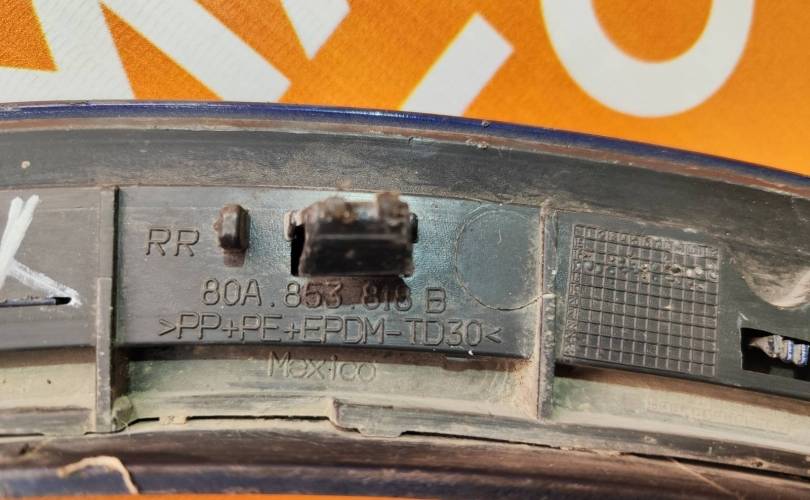 RR
80A.853.818 B
>PP+PE+EPDM-TD30<
Mexico